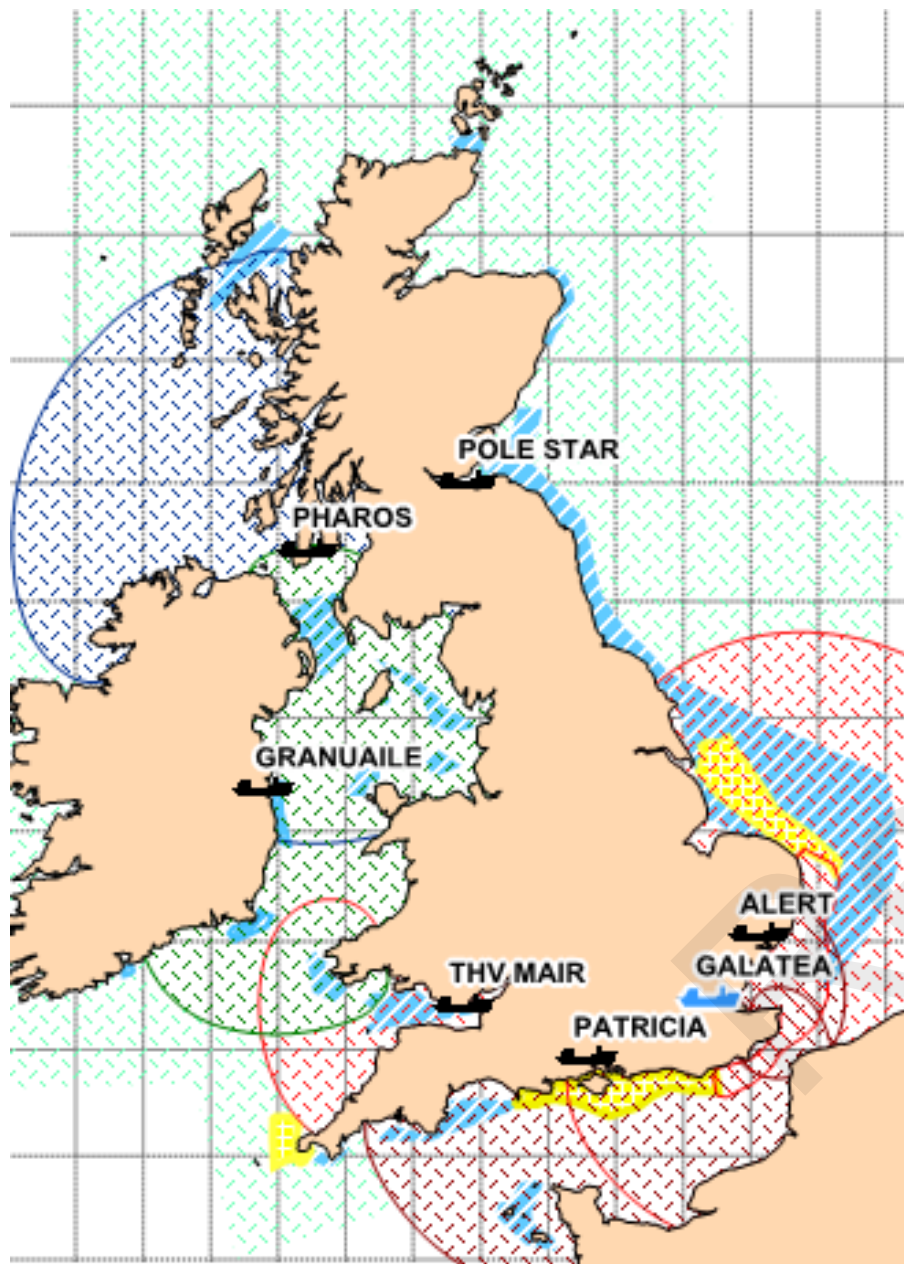 POLE STAR
PHAROS
GRANUAILE
ALERT
GALATEA
THV MAIR
PATRICIA